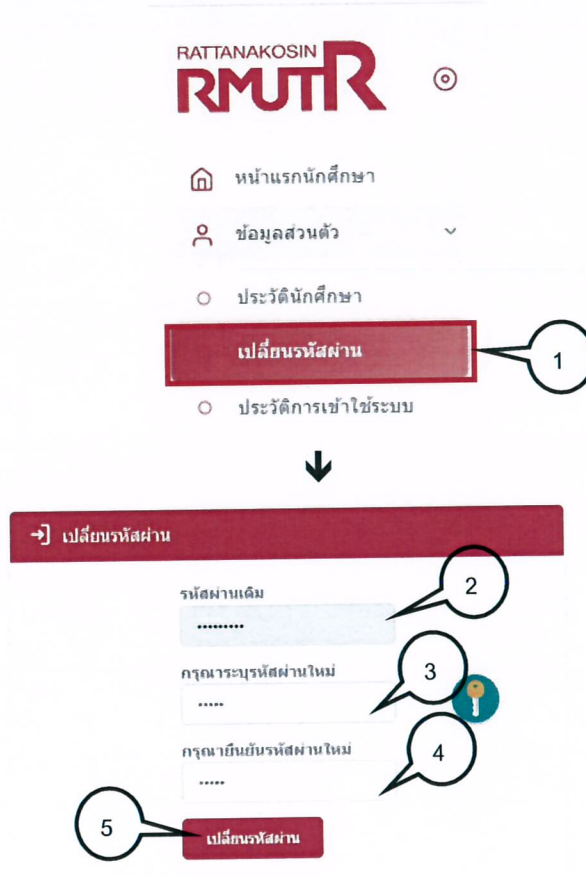 RATTANAKOSIN
RMUTR
หน้าแรกนักศึกษา
ข้อมูลส่วนตัว
ประวัตินักศึกษา
เปลี่ยนรหัสผ่าน
1
ประวัติการเข้าใช้ระบบ
เปลี่ยนรหัสผ่าน
รหัสผ่านเดิม
2
•••••••••
กรุณาระบุรหัสผ่านใหม่
3
•••••
กรุณายืนยันรหัสผ่านใหม่
4
•••••
5
เปลี่ยนรหัสผ่าน